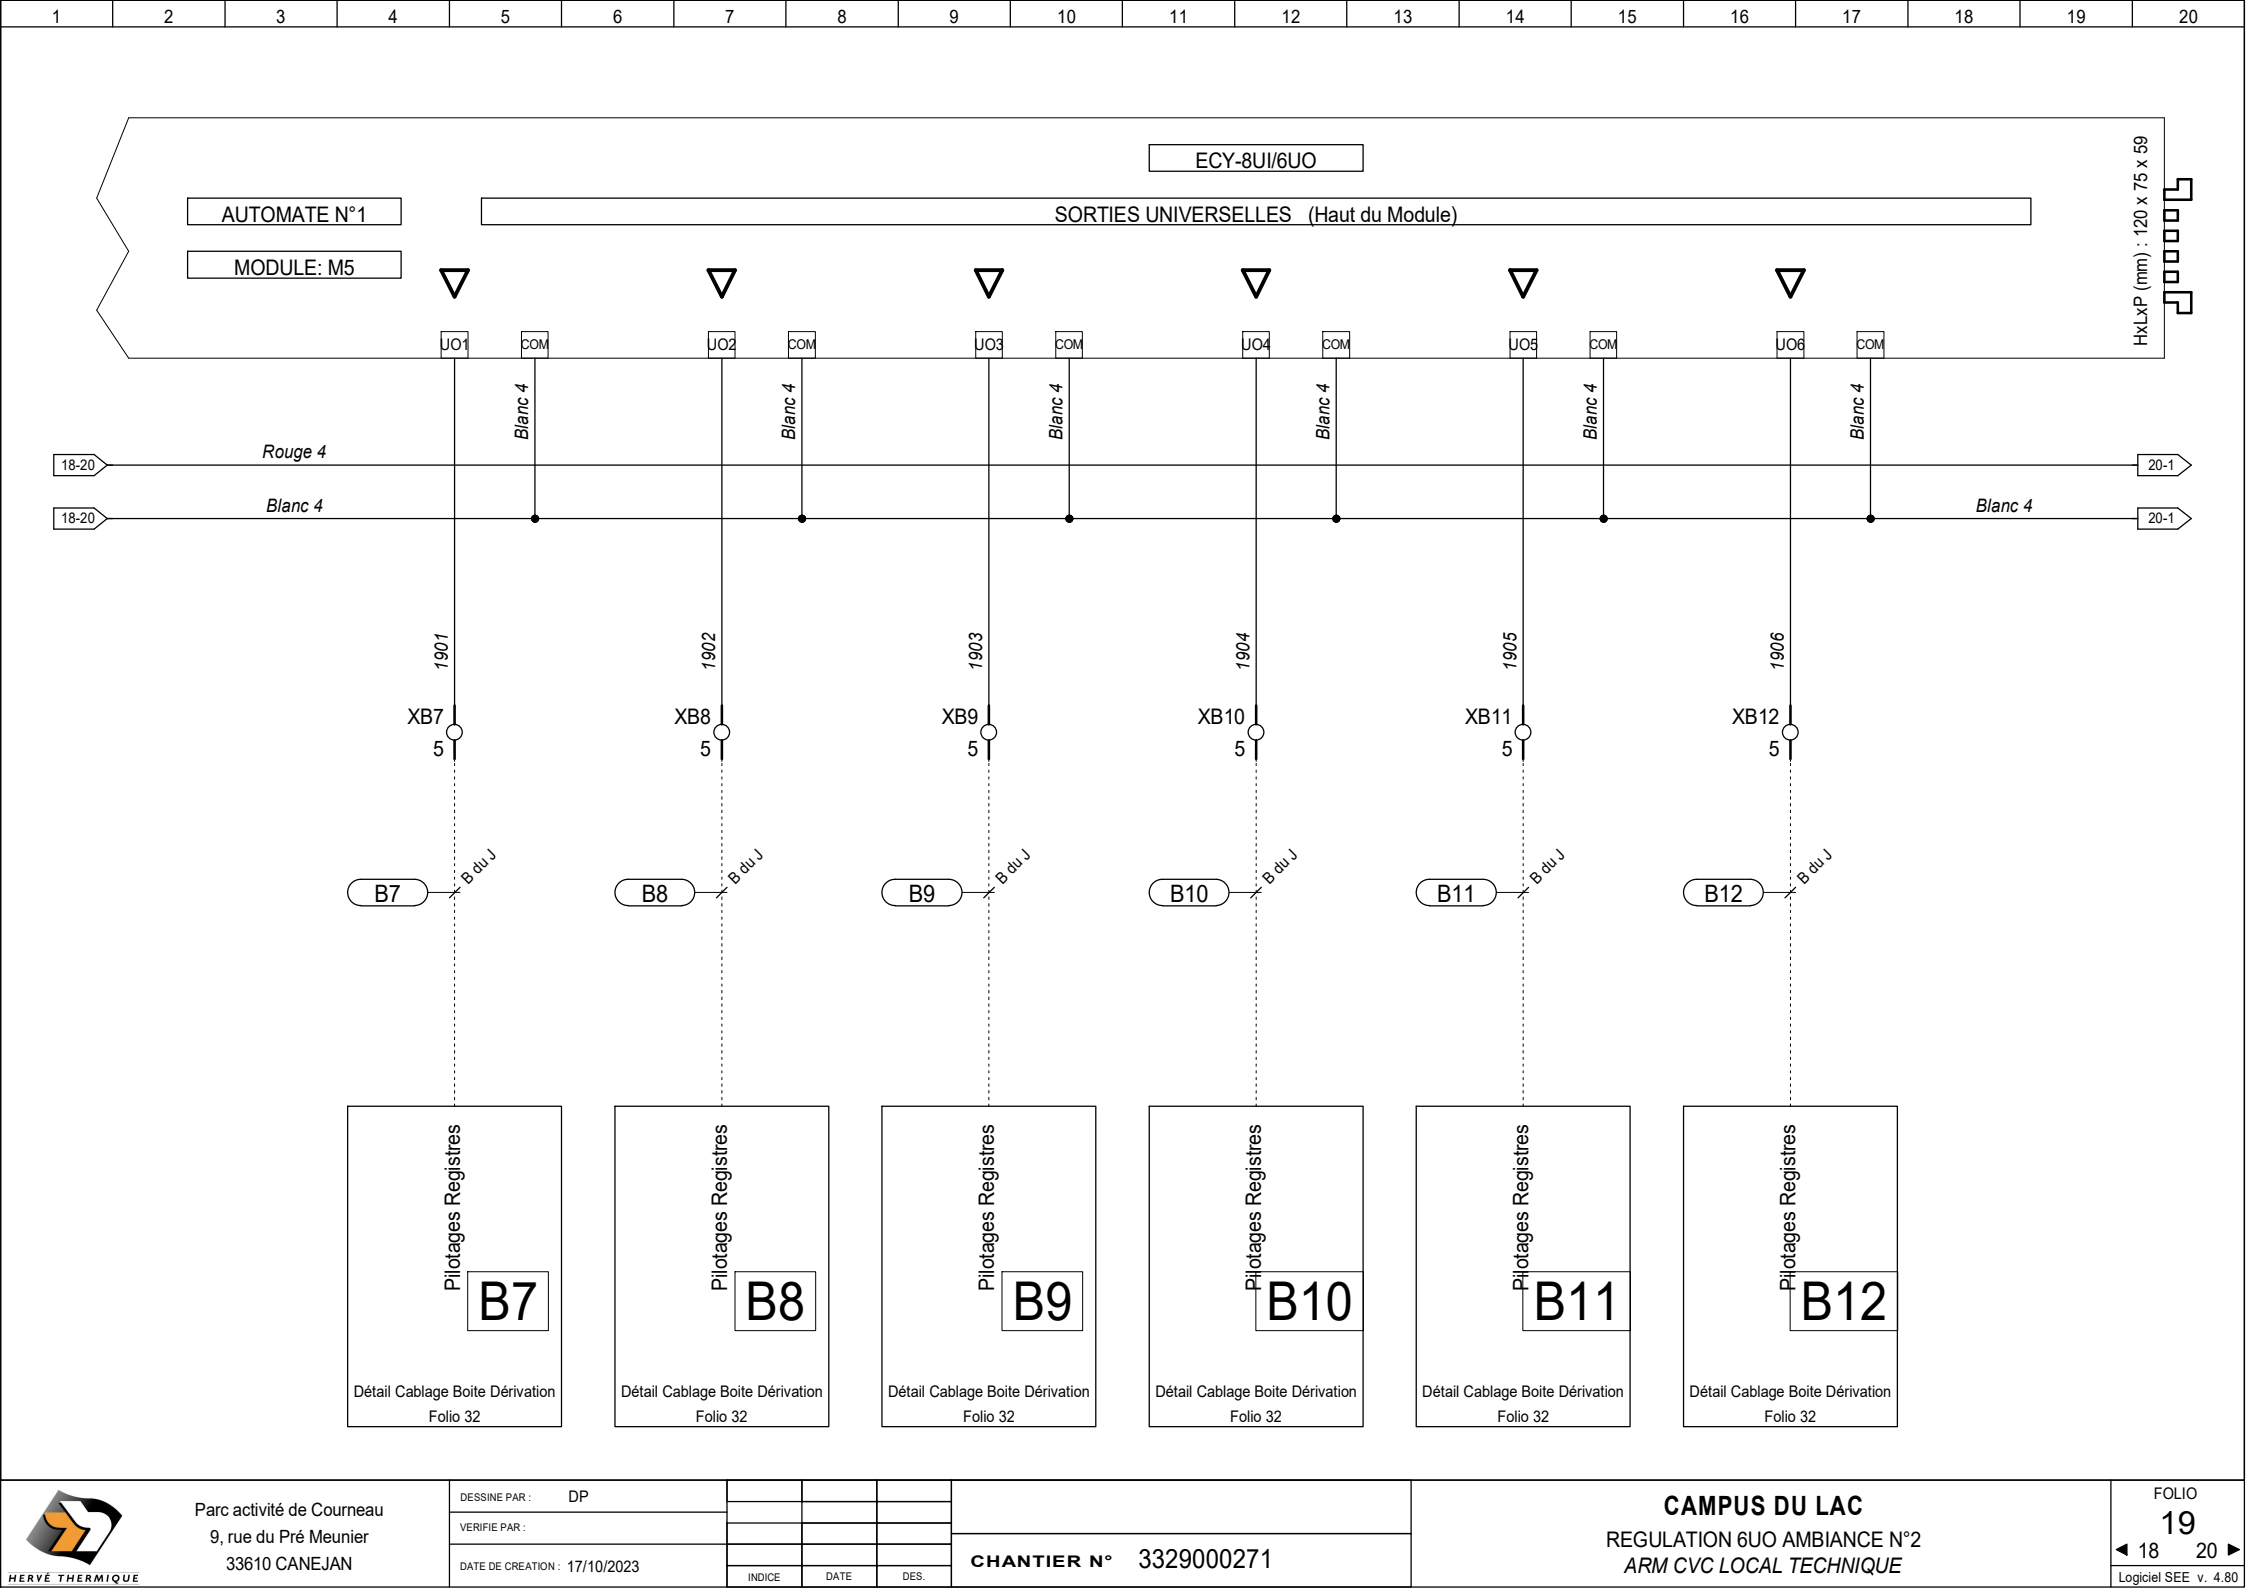 1 2 3 4 5 6 7 8 9 10 11 12 13 14 15 16 17 18 19 20
ECY-8UI/6UO
AUTOMATE N°1
SORTIES UNIVERSELLES (Haut du Module)
MODULE: M5
HxLxP (mm) : 120 x 75 x 59
UO1 COM UO2 COM UO3 COM UO4 COM UO5 COM UO6 COM
Blanc 4 Blanc 4 Blanc 4 Blanc 4 Blanc 4 Blanc 4
18-20 Rouge 4 20-1
18-20 Blanc 4 Blanc 4 20-1
1901 1902 1903 1904 1905 1906
XB7 XB8 XB9 XB10 XB11 XB12
5 5 5 5 5 5
B du J B du J B du J B du J B du J B du J
B7 B8 B9 B10 B11 B12
Pilotages Registres Pilotages Registres Pilotages Registres Pilotages Registres Pilotages Registres Pilotages Registres
B7 B8 B9 B10 B11 B12
Détail Cablage Boite Dérivation Détail Cablage Boite Dérivation Détail Cablage Boite Dérivation Détail Cablage Boite Dérivation Détail Cablage Boite Dérivation Détail Cablage Boite Dérivation
Folio 32 Folio 32 Folio 32 Folio 32 Folio 32 Folio 32
HERVÉ THERMIQUE
Parc activité de Courneau
9, rue du Pré Meunier
33610 CANEJAN
DESSINE PAR : DP
VERIFIE PAR :
DATE DE CREATION : 17/10/2023
INDICE DATE DES.
CHANTIER N° 3329000271
CAMPUS DU LAC
REGULATION 6UO AMBIANCE N°2
ARM CVC LOCAL TECHNIQUE
FOLIO
19
18 20
Logiciel SEE v. 4.80